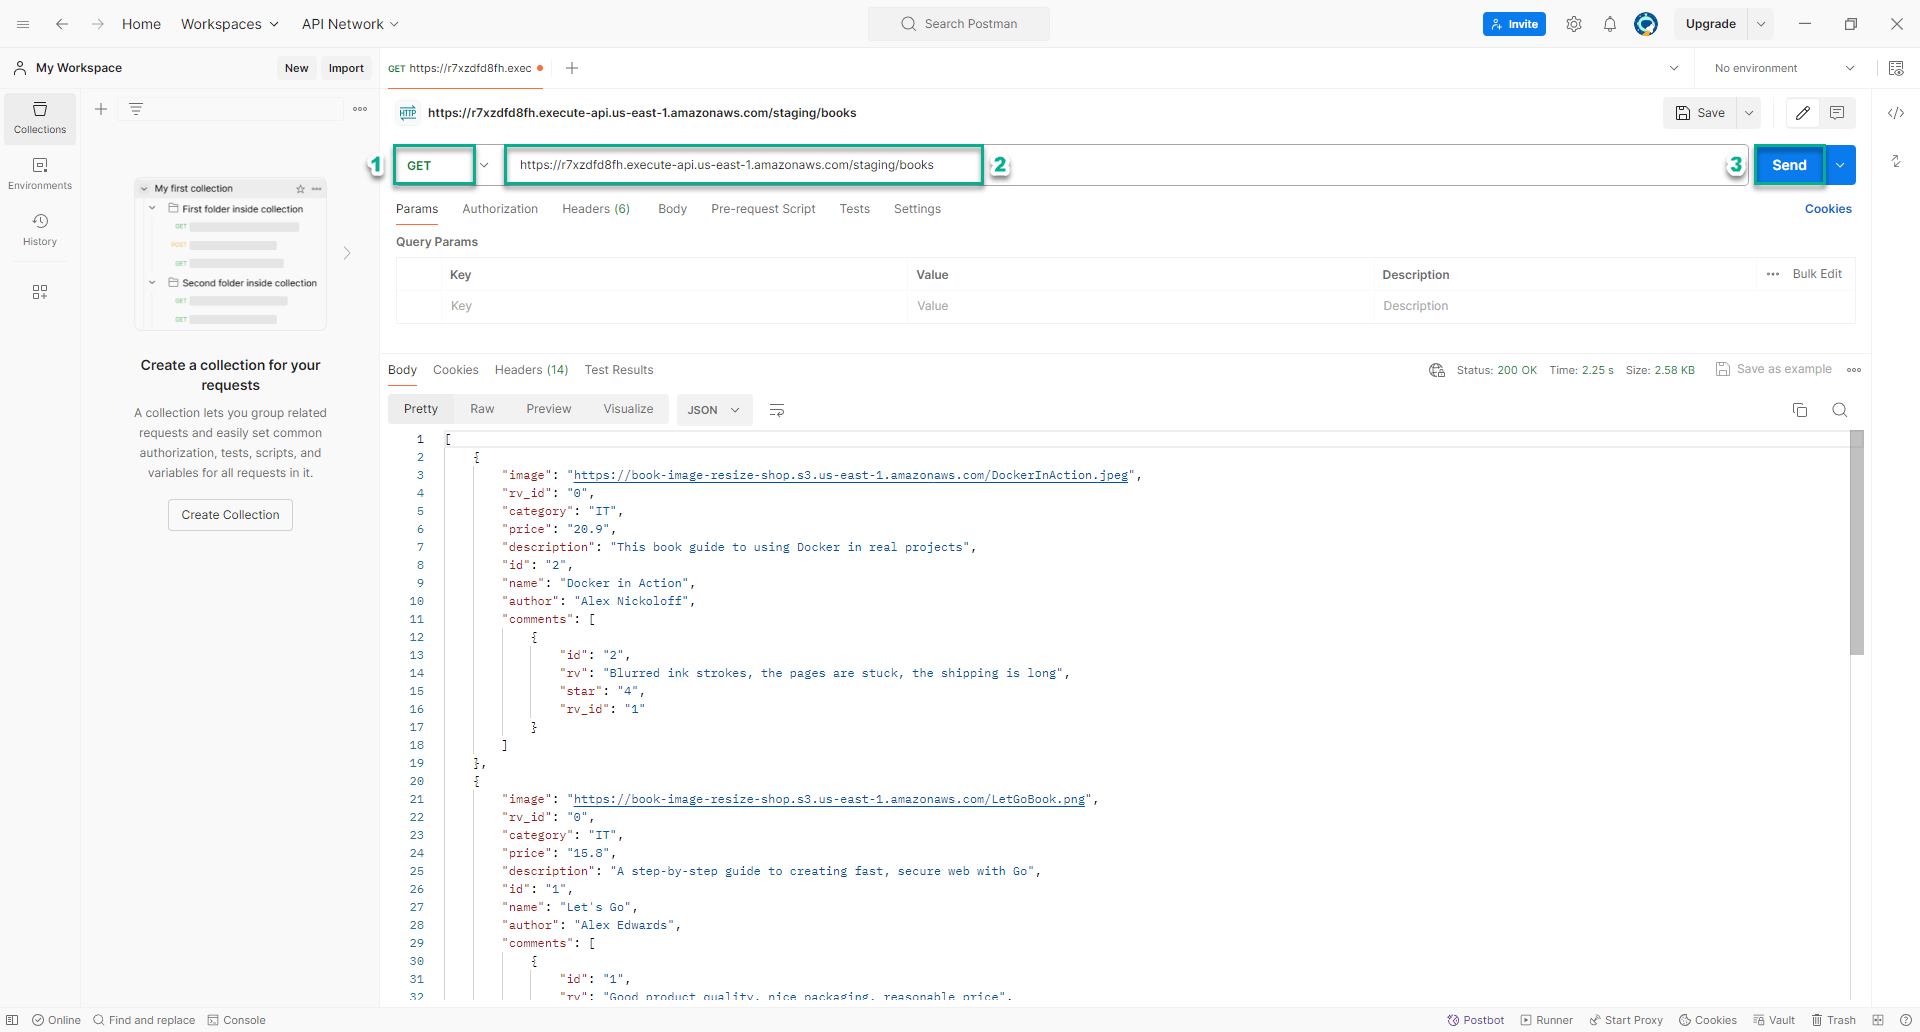 Home Workspaces API Network Search Postman Invite Upgrade
My Workspace New Import GET https://r7xzdfd8fh.exec No environment
Collections
Environments
History
My first collection
First folder inside collection
GET
POST
GET
Second folder inside collection
GET
GET
Create a collection for your
requests
A collection lets you group related
requests and easily set common
authorization, tests, scripts, and
variables for all requests in it.
Create Collection
HTTP https://r7xzdfd8fh.execute-api.us-east-1.amazonaws.com/staging/books Save
1 GET https://r7xzdfd8fh.execute-api.us-east-1.amazonaws.com/staging/books 2 3 Send
Params Authorization Headers (6) Body Pre-request Script Tests Settings Cookies
Query Params
Key Value Description Bulk Edit
Key Value Description
Body Cookies Headers (14) Test Results Status: 200 OK Time: 2.25 s Size: 2.58 KB Save as example
Pretty Raw Preview Visualize JSON
1 [
2 {
3 "image": "https://book-image-resize-shop.s3.us-east-1.amazonaws.com/DockerInAction.jpeg",
4 "rv_id": "0",
5 "category": "IT",
6 "price": "20.9",
7 "description": "This book guide to using Docker in real projects",
8 "id": "2",
9 "name": "Docker in Action",
10 "author": "Alex Nickoloff",
11 "comments": [
12 {
13 "id": "2",
14 "rv": "Blurred ink strokes, the pages are stuck, the shipping is long",
15 "star": "4",
16 "rv_id": "1"
17 }
18 ]
19 },
20 {
21 "image": "https://book-image-resize-shop.s3.us-east-1.amazonaws.com/LetGoBook.png",
22 "rv_id": "0",
23 "category": "IT",
24 "price": "15.8",
25 "description": "A step-by-step guide to creating fast, secure web with Go",
26 "id": "1",
27 "name": "Let's Go",
28 "author": "Alex Edwards",
29 "comments": [
30 {
31 "id": "1",
32 "rv": "Good product quality, nice packaging, reasonable price",
Online Find and replace Console Postbot Runner Start Proxy Cookies Vault Trash